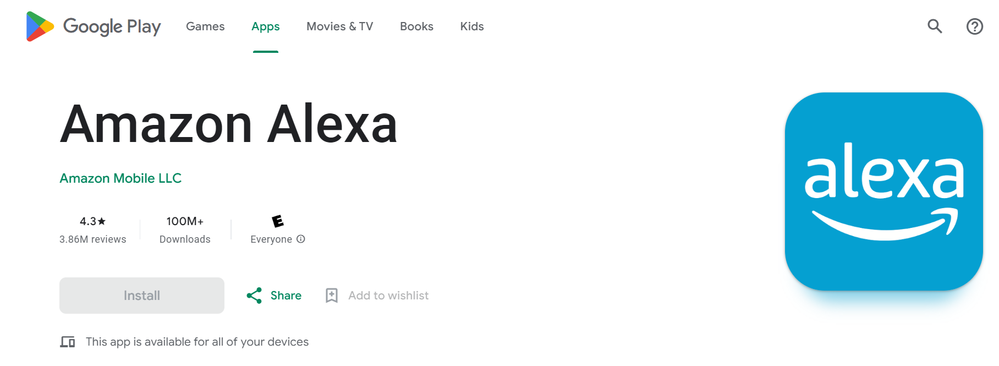 Google Play Games Apps Movies & TV Books Kids
Amazon Alexa
Amazon Mobile LLC
alexa
4.3★ 100M+ E
3.86M reviews Downloads Everyone
Install Share Add to wishlist
This app is available for all of your devices